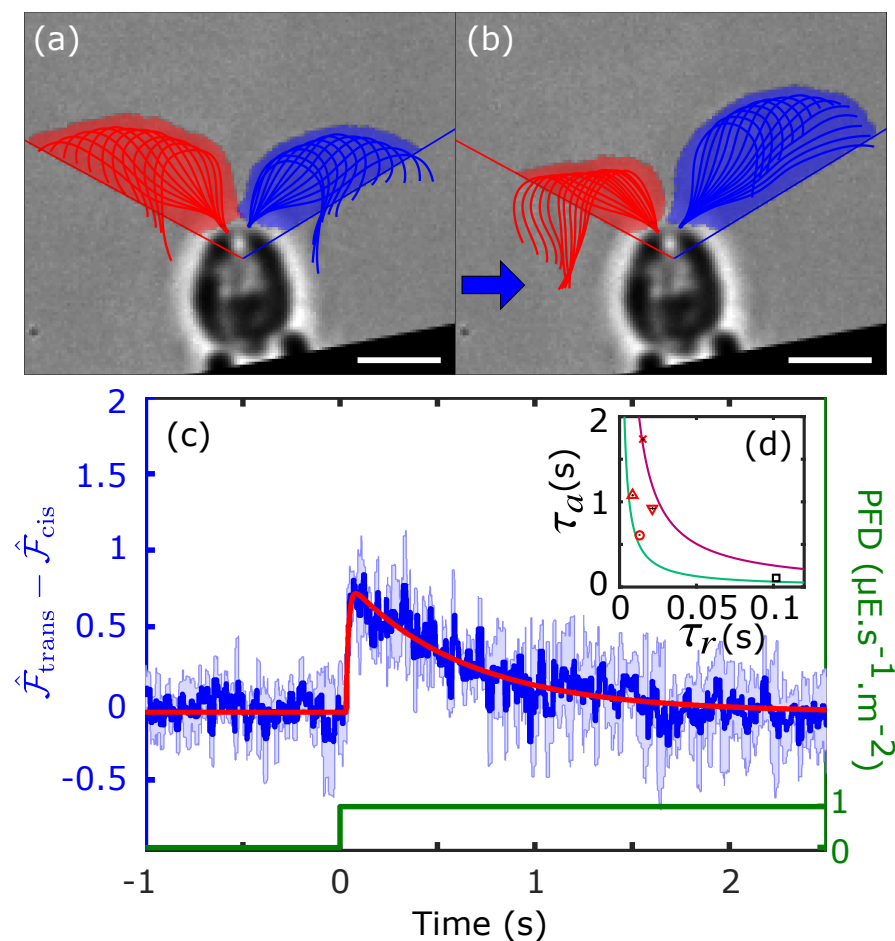 (a)
(b)
(c)
2
1.5
1
0.5
0
-0.5
F̂trans − F̂cis
-1
0
1
2
Time (s)
(d)
2
1
0
τa(s)
0
0.05
0.1
τr(s)
PFD (µE.s⁻¹.m⁻²)
1
0